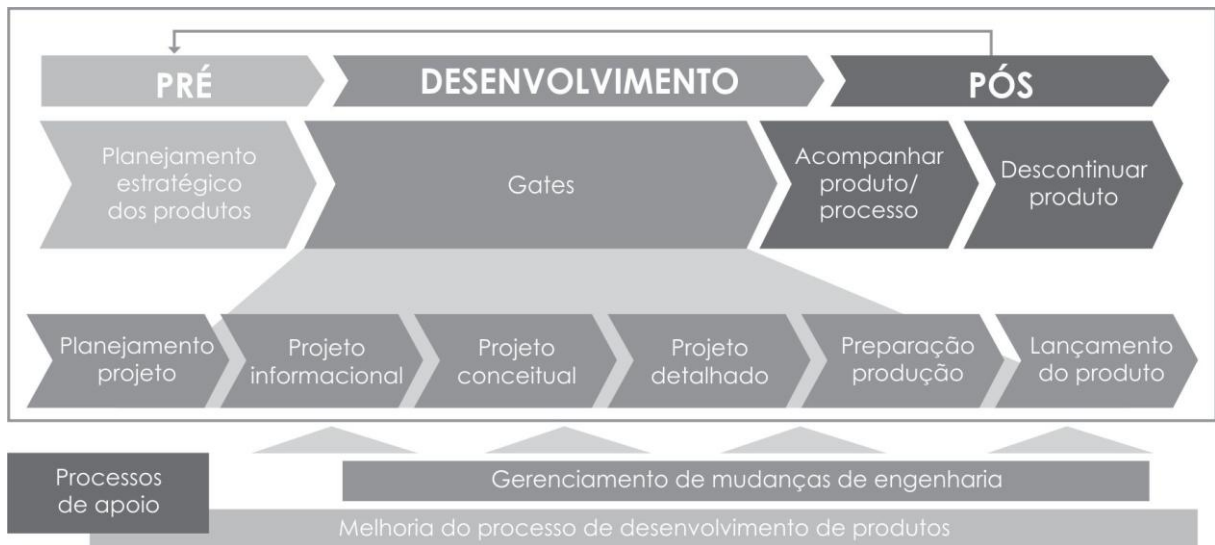 PRÉ
DESENVOLVIMENTO
PÓS
Planejamento
estratégico
dos produtos
Gates
Acompanhar
produto/
processo
Descontinuar
produto
Planejamento
projeto
Projeto
informacional
Projeto
conceitual
Projeto
detalhado
Preparação
produção
Lançamento
do produto
Processos
de apoio
Gerenciamento de mudanças de engenharia
Melhoria do processo de desenvolvimento de produtos